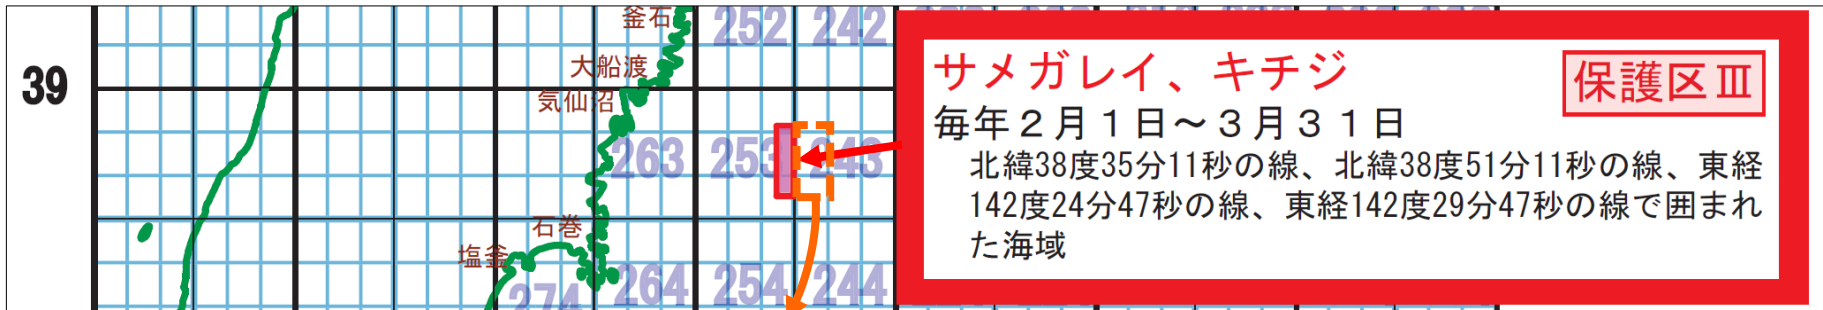 39
釜石
大船渡
気仙沼
石巻
塩釜
252
242
263
253
243
264
254
244
274
サメガレイ、キチジ
保護区Ⅲ
毎年２月１日～３月３１日
北緯38度35分11秒の線、北緯38度51分11秒の線、東経
142度24分47秒の線、東経142度29分47秒の線で囲まれ
た海域